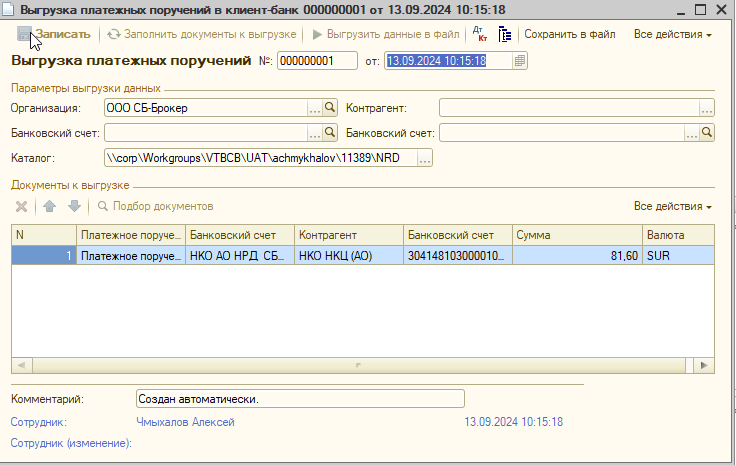 Выгрузка платежных поручений в клиент-банк 000000001 от 13.09.2024 10:15:18
Записать Заполнить документы к выгрузке Выгрузить данные в файл Дт Кт Сохранить в файл Все действия
Выгрузка платежных поручений №: 000000001 от: 13.09.2024 10:15:18
Параметры выгрузки данных
Организация: ООО СБ-Брокер ... Контрагент: ...
Банковский счет: ... Банковский счет: ...
Каталог: \\corp\Workgroups\VTBCB\UAT\achmykhalov\11389\NRD ...
Документы к выгрузке
Подбор документов Все действия
N Платежное поруче... Банковский счет Контрагент Банковский счет Сумма Валюта
1 Платежное поруче... НКО АО НРД СБ... НКО НКЦ (АО) 304148103000010... 81,60 SUR
Комментарий: Создан автоматически.
Сотрудник: Чмыхалов Алексей 13.09.2024 10:15:18
Сотрудник (изменение):